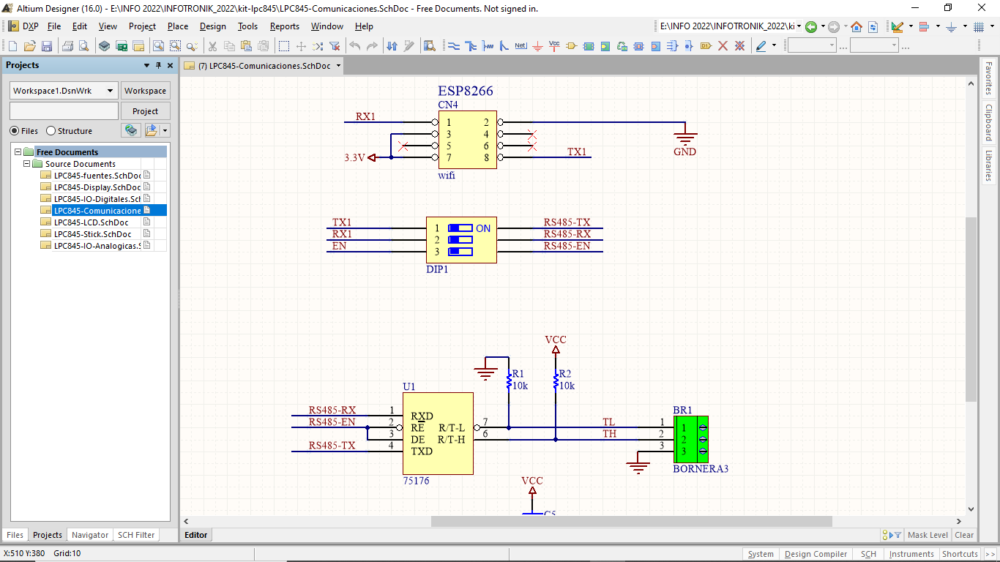 Altium Designer (16.0) - E:\INFO 2022\INFOTRONIK_2022\kit-lpc845\LPC845-Comunicaciones.SchDoc - Free Documents. Not signed in.
DXP File Edit View Project Place Design Tools Reports Window Help E:\INFO 2022\INFOTRONIK_2022\ki
Net Vcc D1 ... ...
Projects
(7) LPC845-Comunicaciones.SchDoc
Workspace1.DsnWrk Workspace
Project
Files Structure
Free Documents
Source Documents
LPC845-fuentes.SchDoc
LPC845-Display.SchDoc
LPC845-IO-Digitales.Sch
LPC845-Comunicacione
LPC845-LCD.SchDoc
LPC845-Stick.SchDoc
LPC845-IO-Analogicas.S
Files Projects Navigator SCH Filter
ESP8266
CN4
RX1 1 2
3 4
5 6
3.3V 7 8 TX1
GND
wifi
TX1 1 ON RS485-TX
RX1 2 RS485-RX
EN 3 RS485-EN
DIP1
VCC
R1 R2
10k 10k
U1
RS485-RX 1 RXD
RS485-EN 2 RE R/T-L 7 TL 1 1
3 DE R/T-H 6 TH 2 2
RS485-TX 4 TXD 3 3
75176
BR1
BORNERA3
VCC
C5
Favorites
Clipboard
Libraries
Editor Mask Level Clear
X:510 Y:380 Grid:10 System Design Compiler SCH Instruments Shortcuts >>